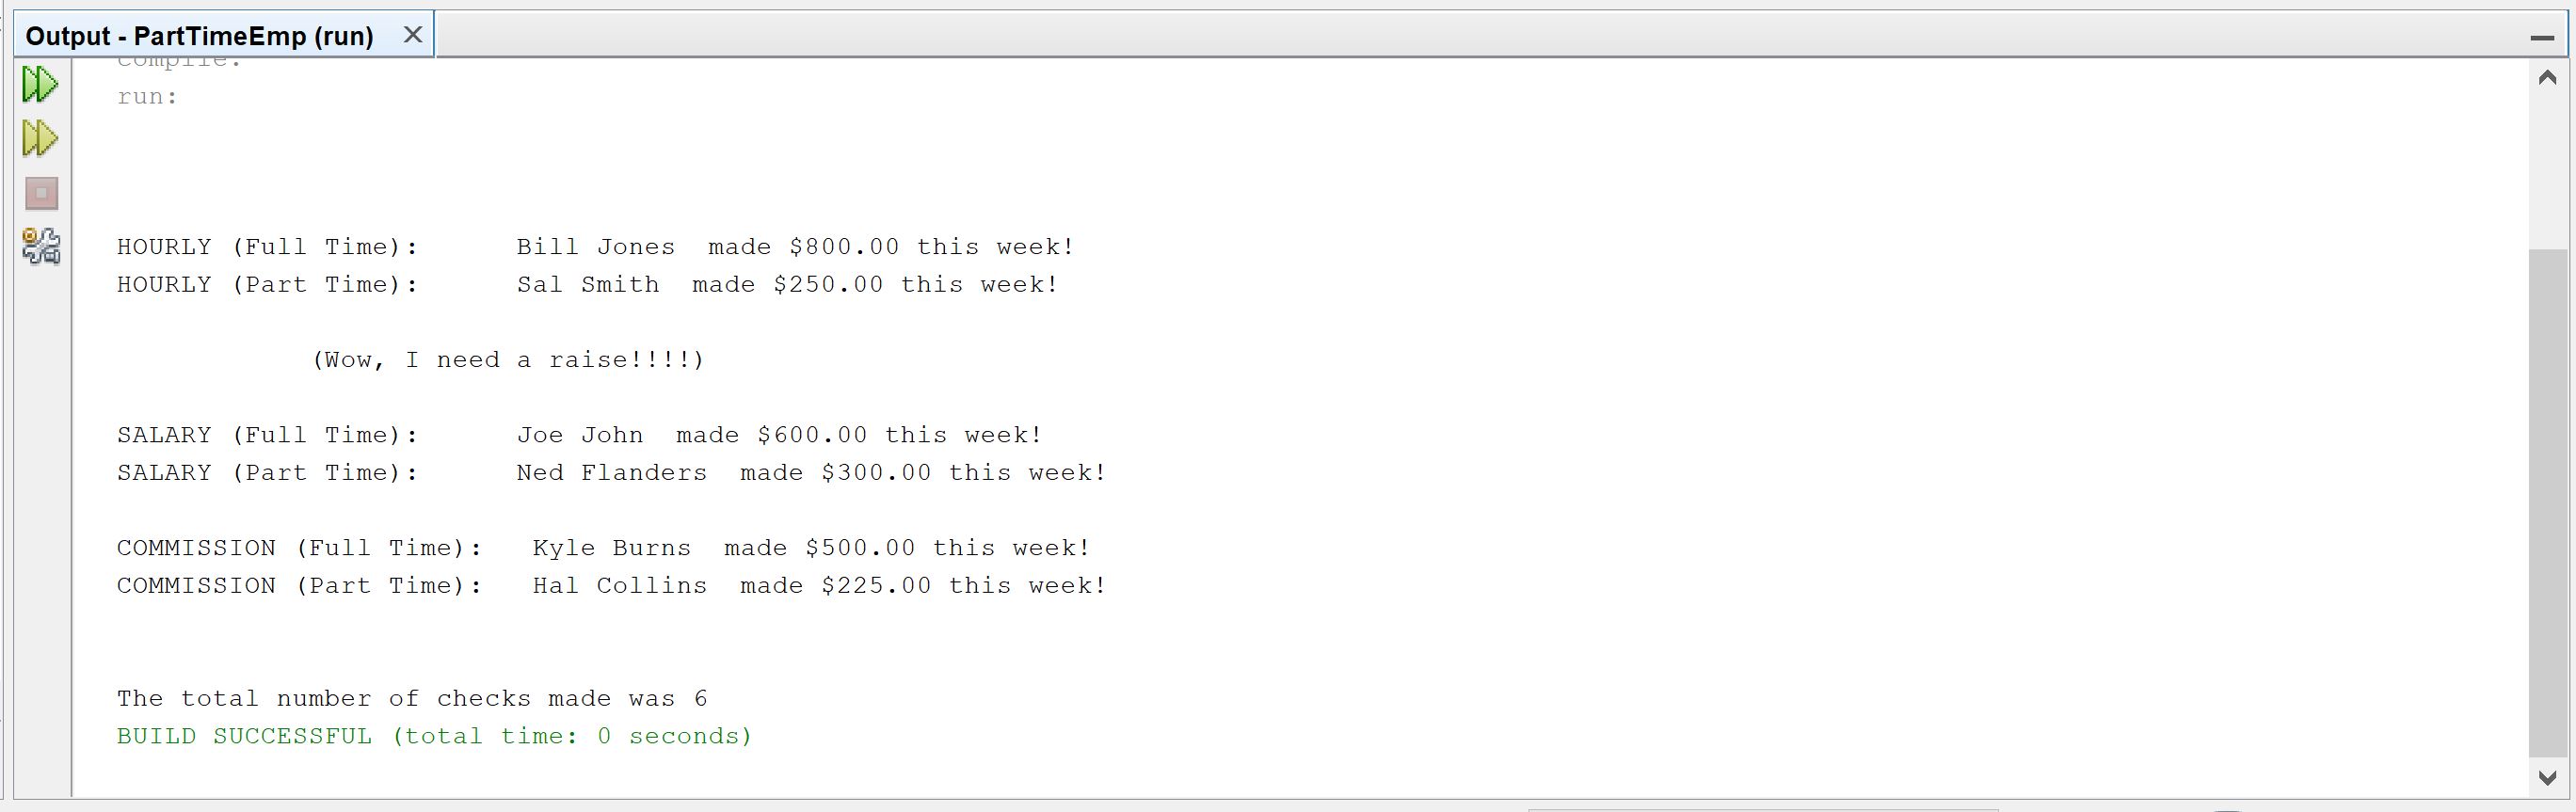 Output - PartTimeEmp (run)
compile:
run:
HOURLY (Full Time):      Bill Jones  made $800.00 this week!
HOURLY (Part Time):      Sal Smith  made $250.00 this week!
(Wow, I need a raise!!!!)
SALARY (Full Time):      Joe John  made $600.00 this week!
SALARY (Part Time):      Ned Flanders  made $300.00 this week!
COMMISSION (Full Time):   Kyle Burns  made $500.00 this week!
COMMISSION (Part Time):   Hal Collins  made $225.00 this week!
The total number of checks made was 6
BUILD SUCCESSFUL (total time: 0 seconds)